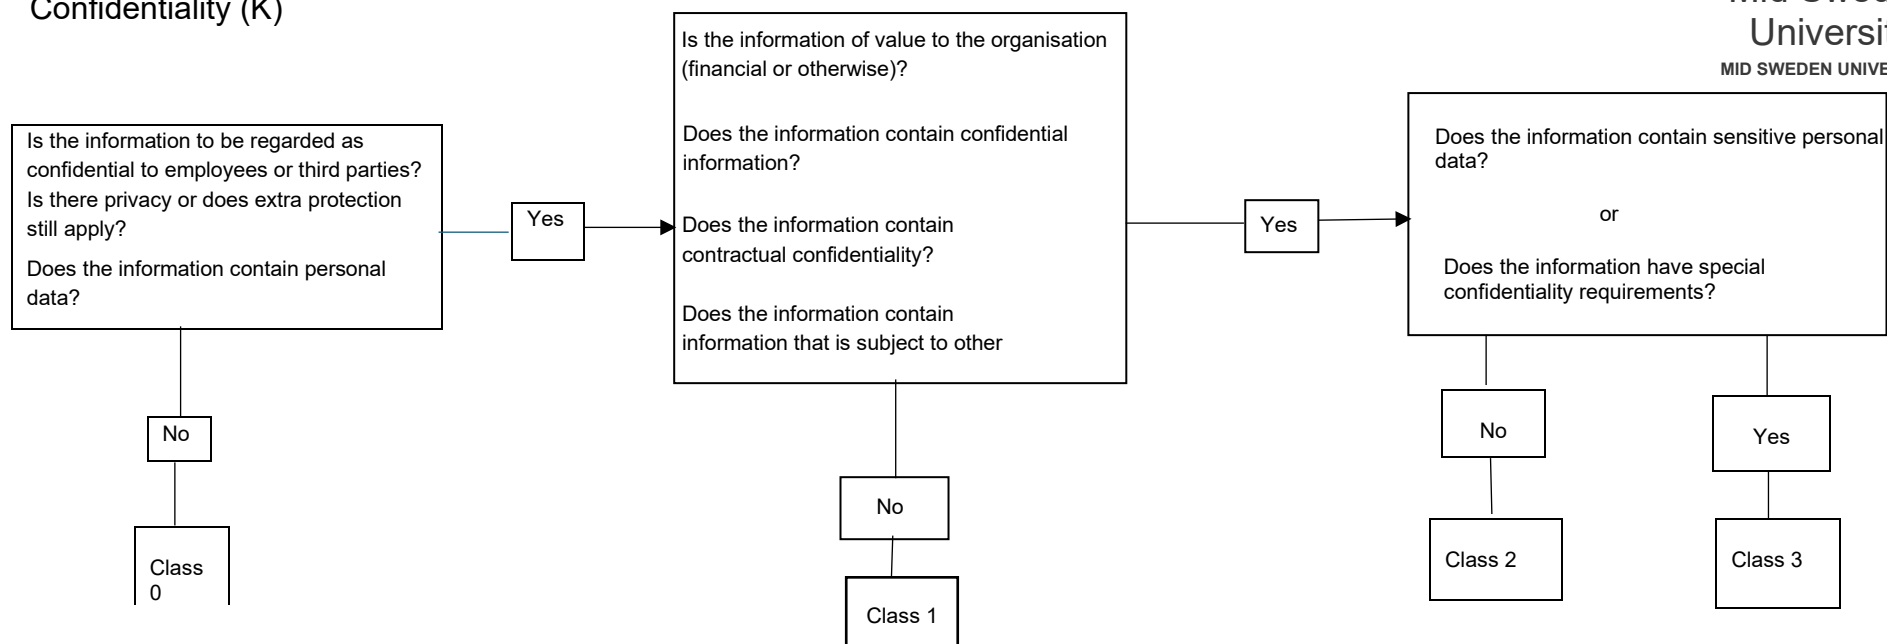 Confidentiality (K)
University
MID SWEDEN
Is the information to be regarded as
confidential to employees or third parties?
Is there privacy or does extra protection
still apply?
Does the information contain personal
data?
Yes
No
Class
0
Is the information of value to the organisation
(financial or otherwise)?
Does the information contain confidential
information?
Does the information contain
contractual confidentiality?
Does the information contain
information that is subject to other
No
Class 1
Yes
Does the information contain sensitive personal
data?
or
Does the information have special
confidentiality requirements?
No
Class 2
Yes
Class 3